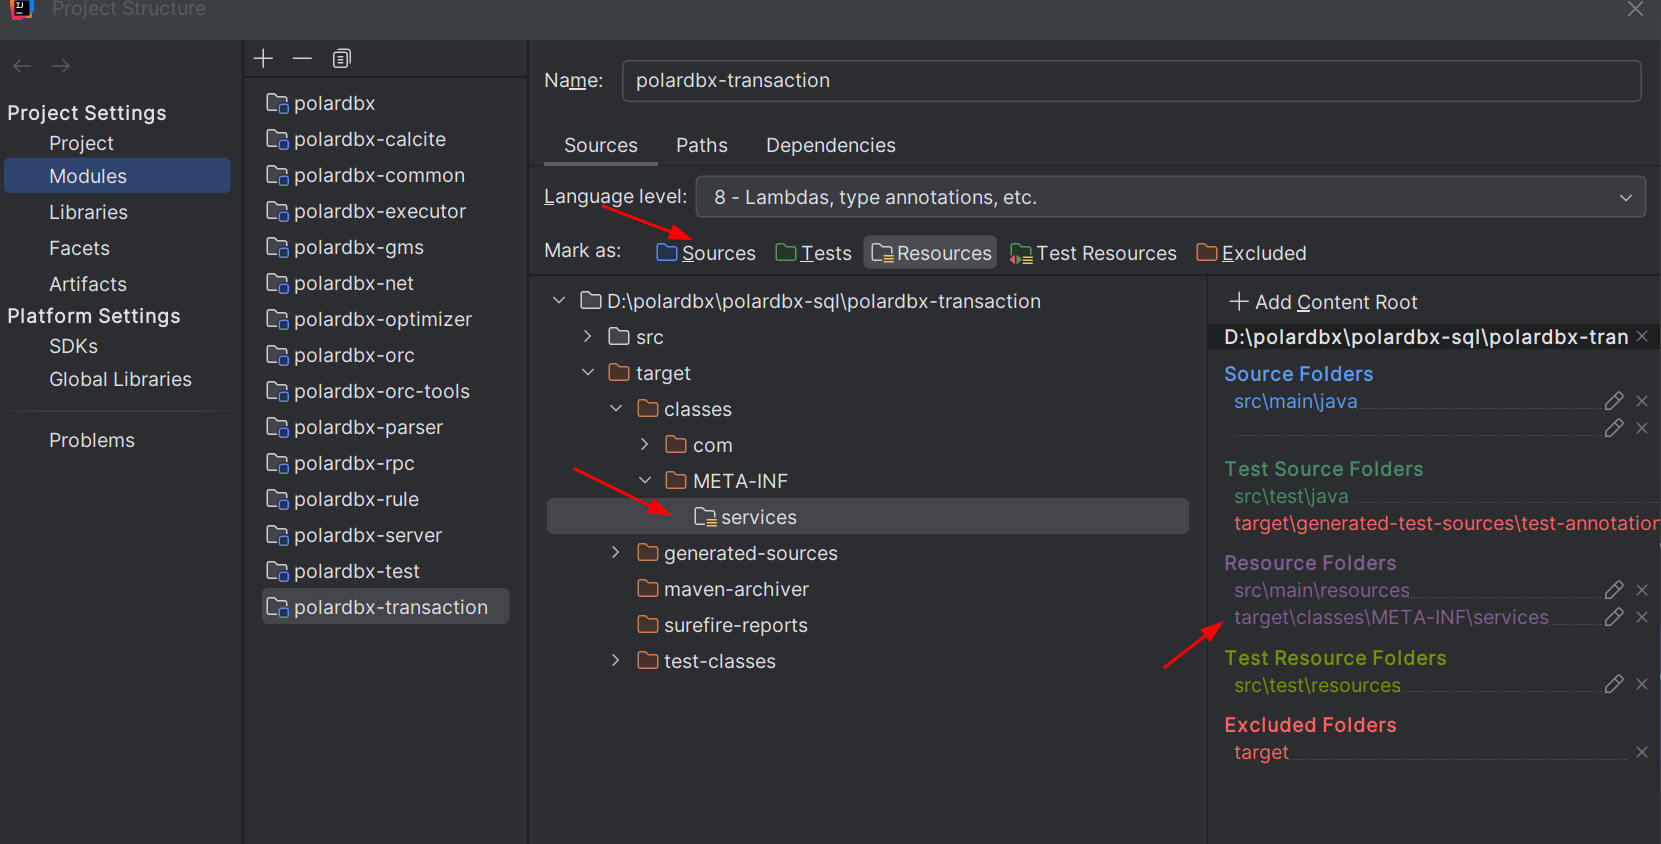 Project Structure
Project Settings
Project
Modules
Libraries
Facets
Artifacts
Platform Settings
SDKs
Global Libraries
Problems
polardbx
polardbx-calcite
polardbx-common
polardbx-executor
polardbx-gms
polardbx-net
polardbx-optimizer
polardbx-orc
polardbx-orc-tools
polardbx-parser
polardbx-rpc
polardbx-rule
polardbx-server
polardbx-test
polardbx-transaction
Name: polardbx-transaction
Sources Paths Dependencies
Language level: 8 - Lambdas, type annotations, etc.
Mark as: Sources Tests Resources Test Resources Excluded
D:\polardbx\polardbx-sql\polardbx-transaction
src
target
classes
com
META-INF
services
generated-sources
maven-archiver
surefire-reports
test-classes
Add Content Root
D:\polardbx\polardbx-sql\polardbx-tran
Source Folders
src\main\java
Test Source Folders
src\test\java
target\generated-test-sources\test-annotation
Resource Folders
src\main\resources
target\classes\META-INF\services
Test Resource Folders
src\test\resources
Excluded Folders
target